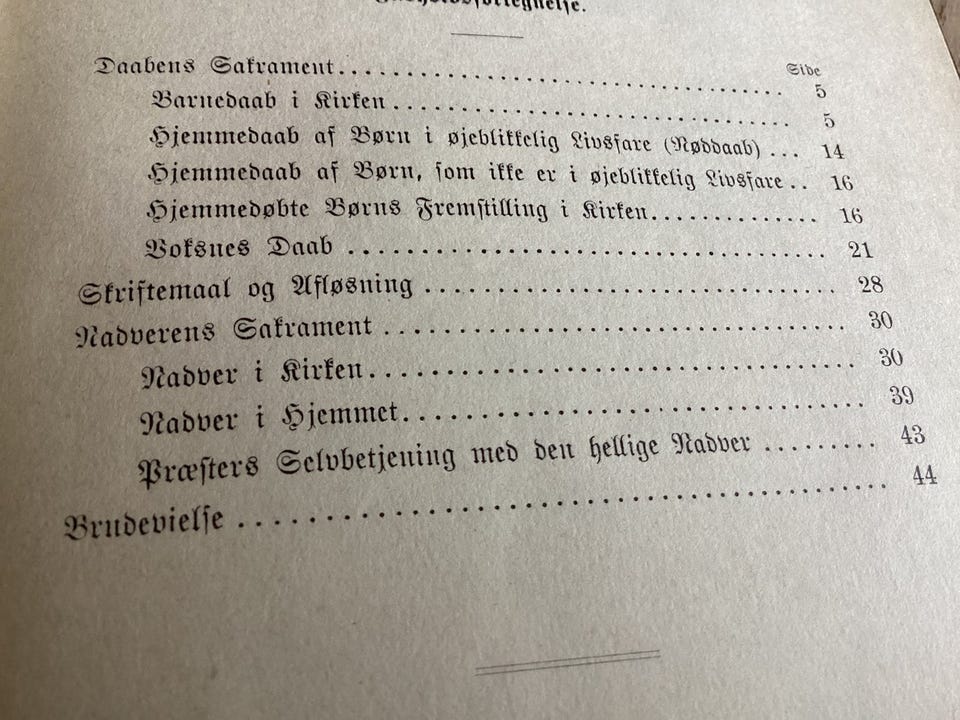 Indholdsfortegnelse.
Side
Daabens Sakrament ........ 5
Barnedaab i Kirken ........ 5
Hjemmedaab af Børn i øjeblikkelig Livsfare (Nøddaab) ... 14
Hjemmedaab af Børn, som ikke er i øjeblikkelig Livsfare .. 16
Hjemmedøbte Børns Fremstilling i Kirken ........ 16
Voksnes Daab ........ 21
Skriftemaal og Afløsning ........ 28
Nadverens Sakrament ........ 30
Nadver i Kirken ........ 30
Nadver i Hjemmet ........ 39
Præsters Selvbetjening med den hellige Nadver ........ 43
Brudevielse ........ 44